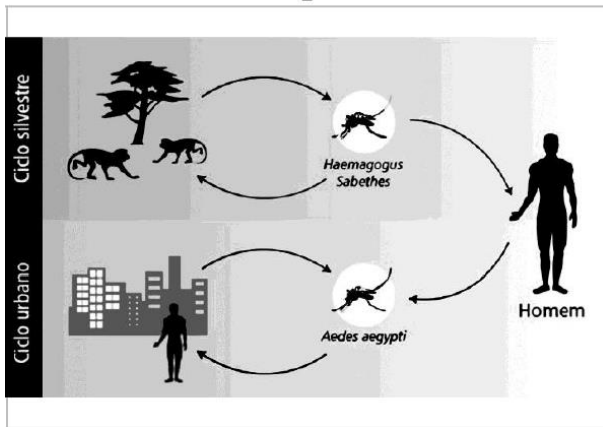 Ciclo silvestre
Haemagogus
Sabethes
Homem
Ciclo urbano
Aedes aegypti